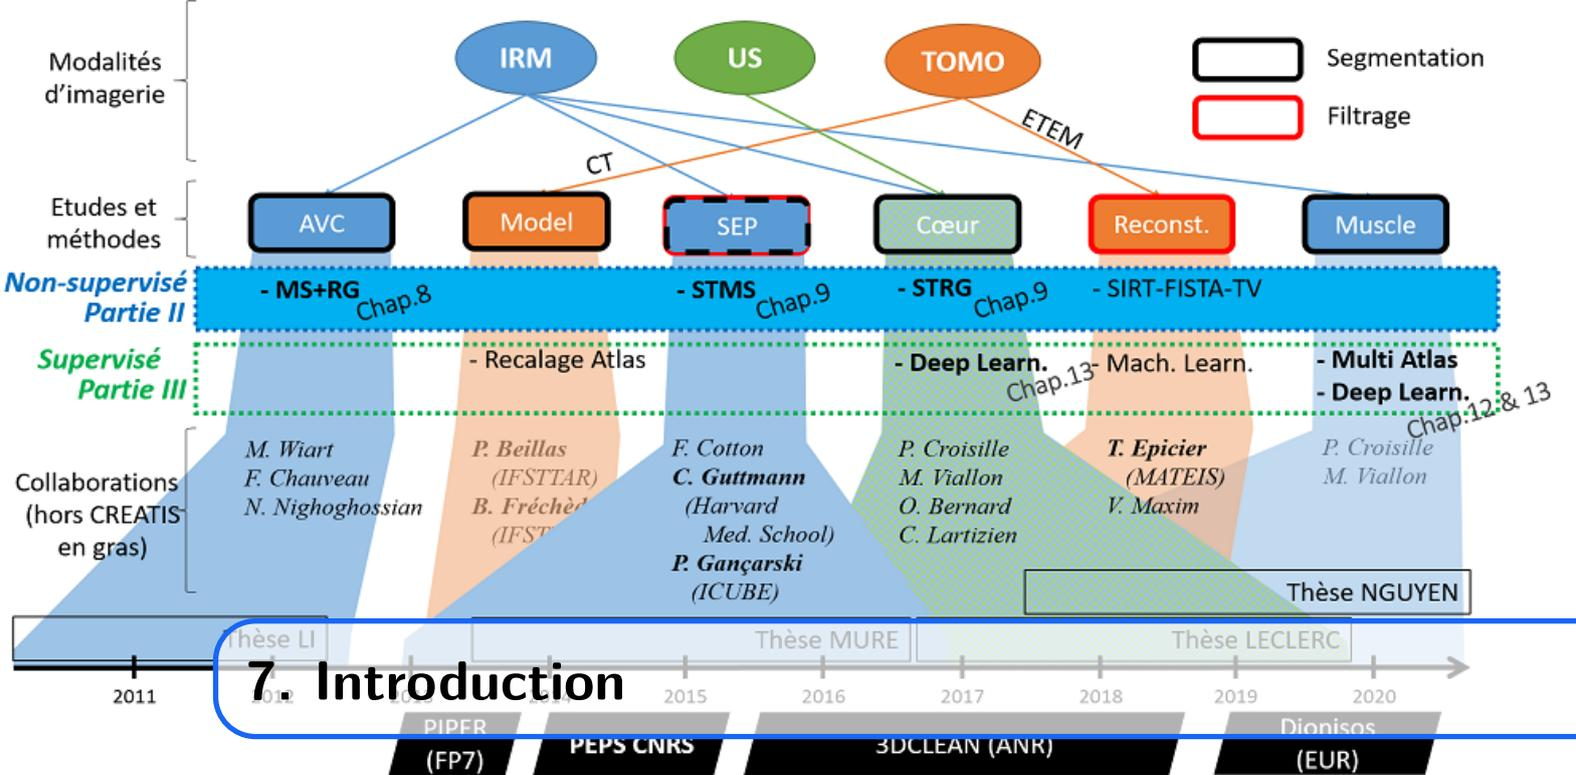 Modalités
d'imagerie
IRM
US
TOMO
Segmentation
Filtrage
CT
ETEM
Etudes et
méthodes
AVC
Model
SEP
Cœur
Reconst.
Muscle
Non-supervisé
Partie II
- MS+RG
Chap.8
- STMS
Chap.9
- STRG
Chap.9
- SIRT-FISTA-TV
Supervisé
Partie III
- Recalage Atlas
- Deep Learn.
Chap.13
- Mach. Learn.
- Multi Atlas
- Deep Learn.
Chap.12 & 13
Collaborations
(hors CREATIS
en gras)
M. Wiart
F. Chauveau
N. Nighoghossian
P. Beillas
(IFSTTAR)
B. Fréchèd
(IFST
F. Cotton
C. Guttmann
(Harvard
Med. School)
P. Gançarski
(ICUBE)
P. Croisille
M. Viallon
O. Bernard
C. Lartizien
T. Epicier
(MATEIS)
V. Maxim
P. Croisille
M. Viallon
Thèse NGUYEN
Thèse LI
Thèse MURE
Thèse LECLERC
7. Introduction
2011
2012
2013
2014
2015
2016
2017
2018
2019
2020
PIPER
(FP7)
PEPS CNRS
3DCLEAN (ANR)
Dionisos
(EUR)